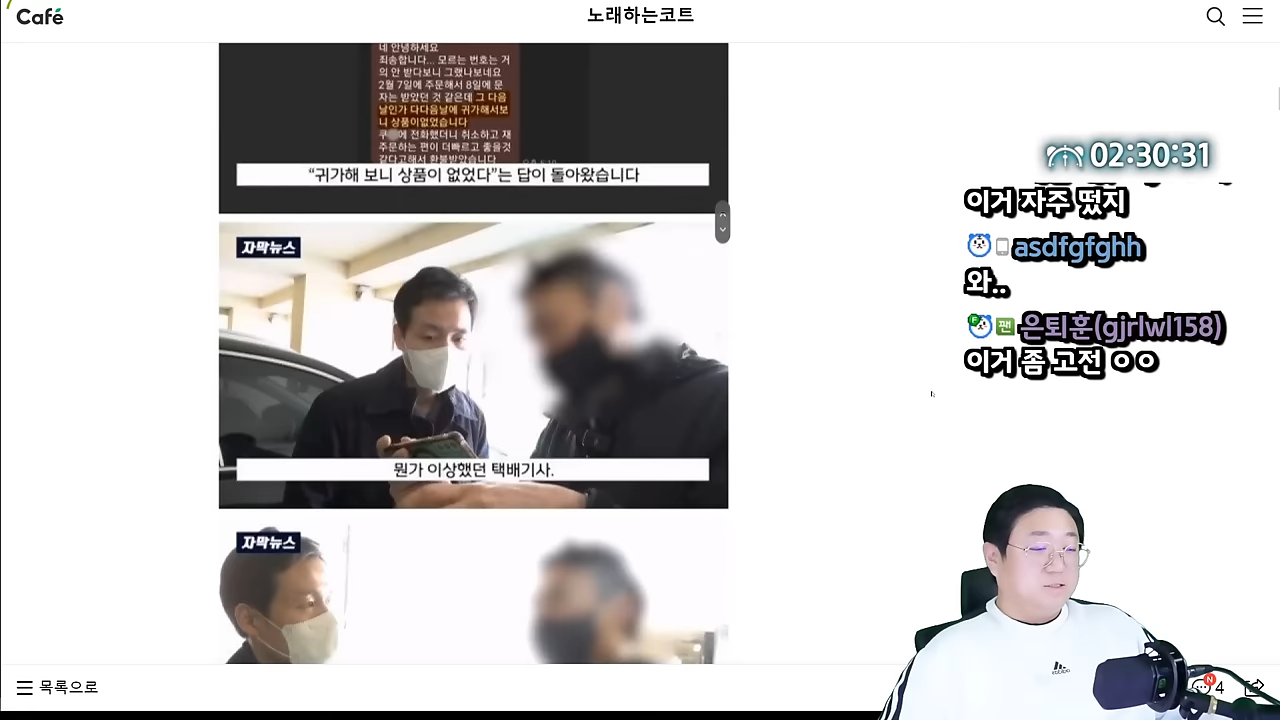 Café
노래하는코트
네 안녕하세요
죄송합니다... 모르는 번호는 거
의 안 받다보니 그랬나보네요
2월 7일에 주문해서 8일에 문
자는 받았던 것 같은데 그 다음
날인가 다다음날에 귀가해서보
니 상품이없었습니다
쿠 에 전화했더니 취소하고 재
주문하는 편이 더빠르고 좋을것
같다고해서 환불받았습니다
“귀가해 보니 상품이 없었다”는 답이 돌아왔습니다
자막뉴스
뭔가 이상했던 택배기사.
자막뉴스
목록으로
02:30:31
이거 자주 떴지
asdfgfghh
와..
F 팬 은퇴훈(gjrlwl158)
이거 좀 고전 ㅇㅇ
N
4